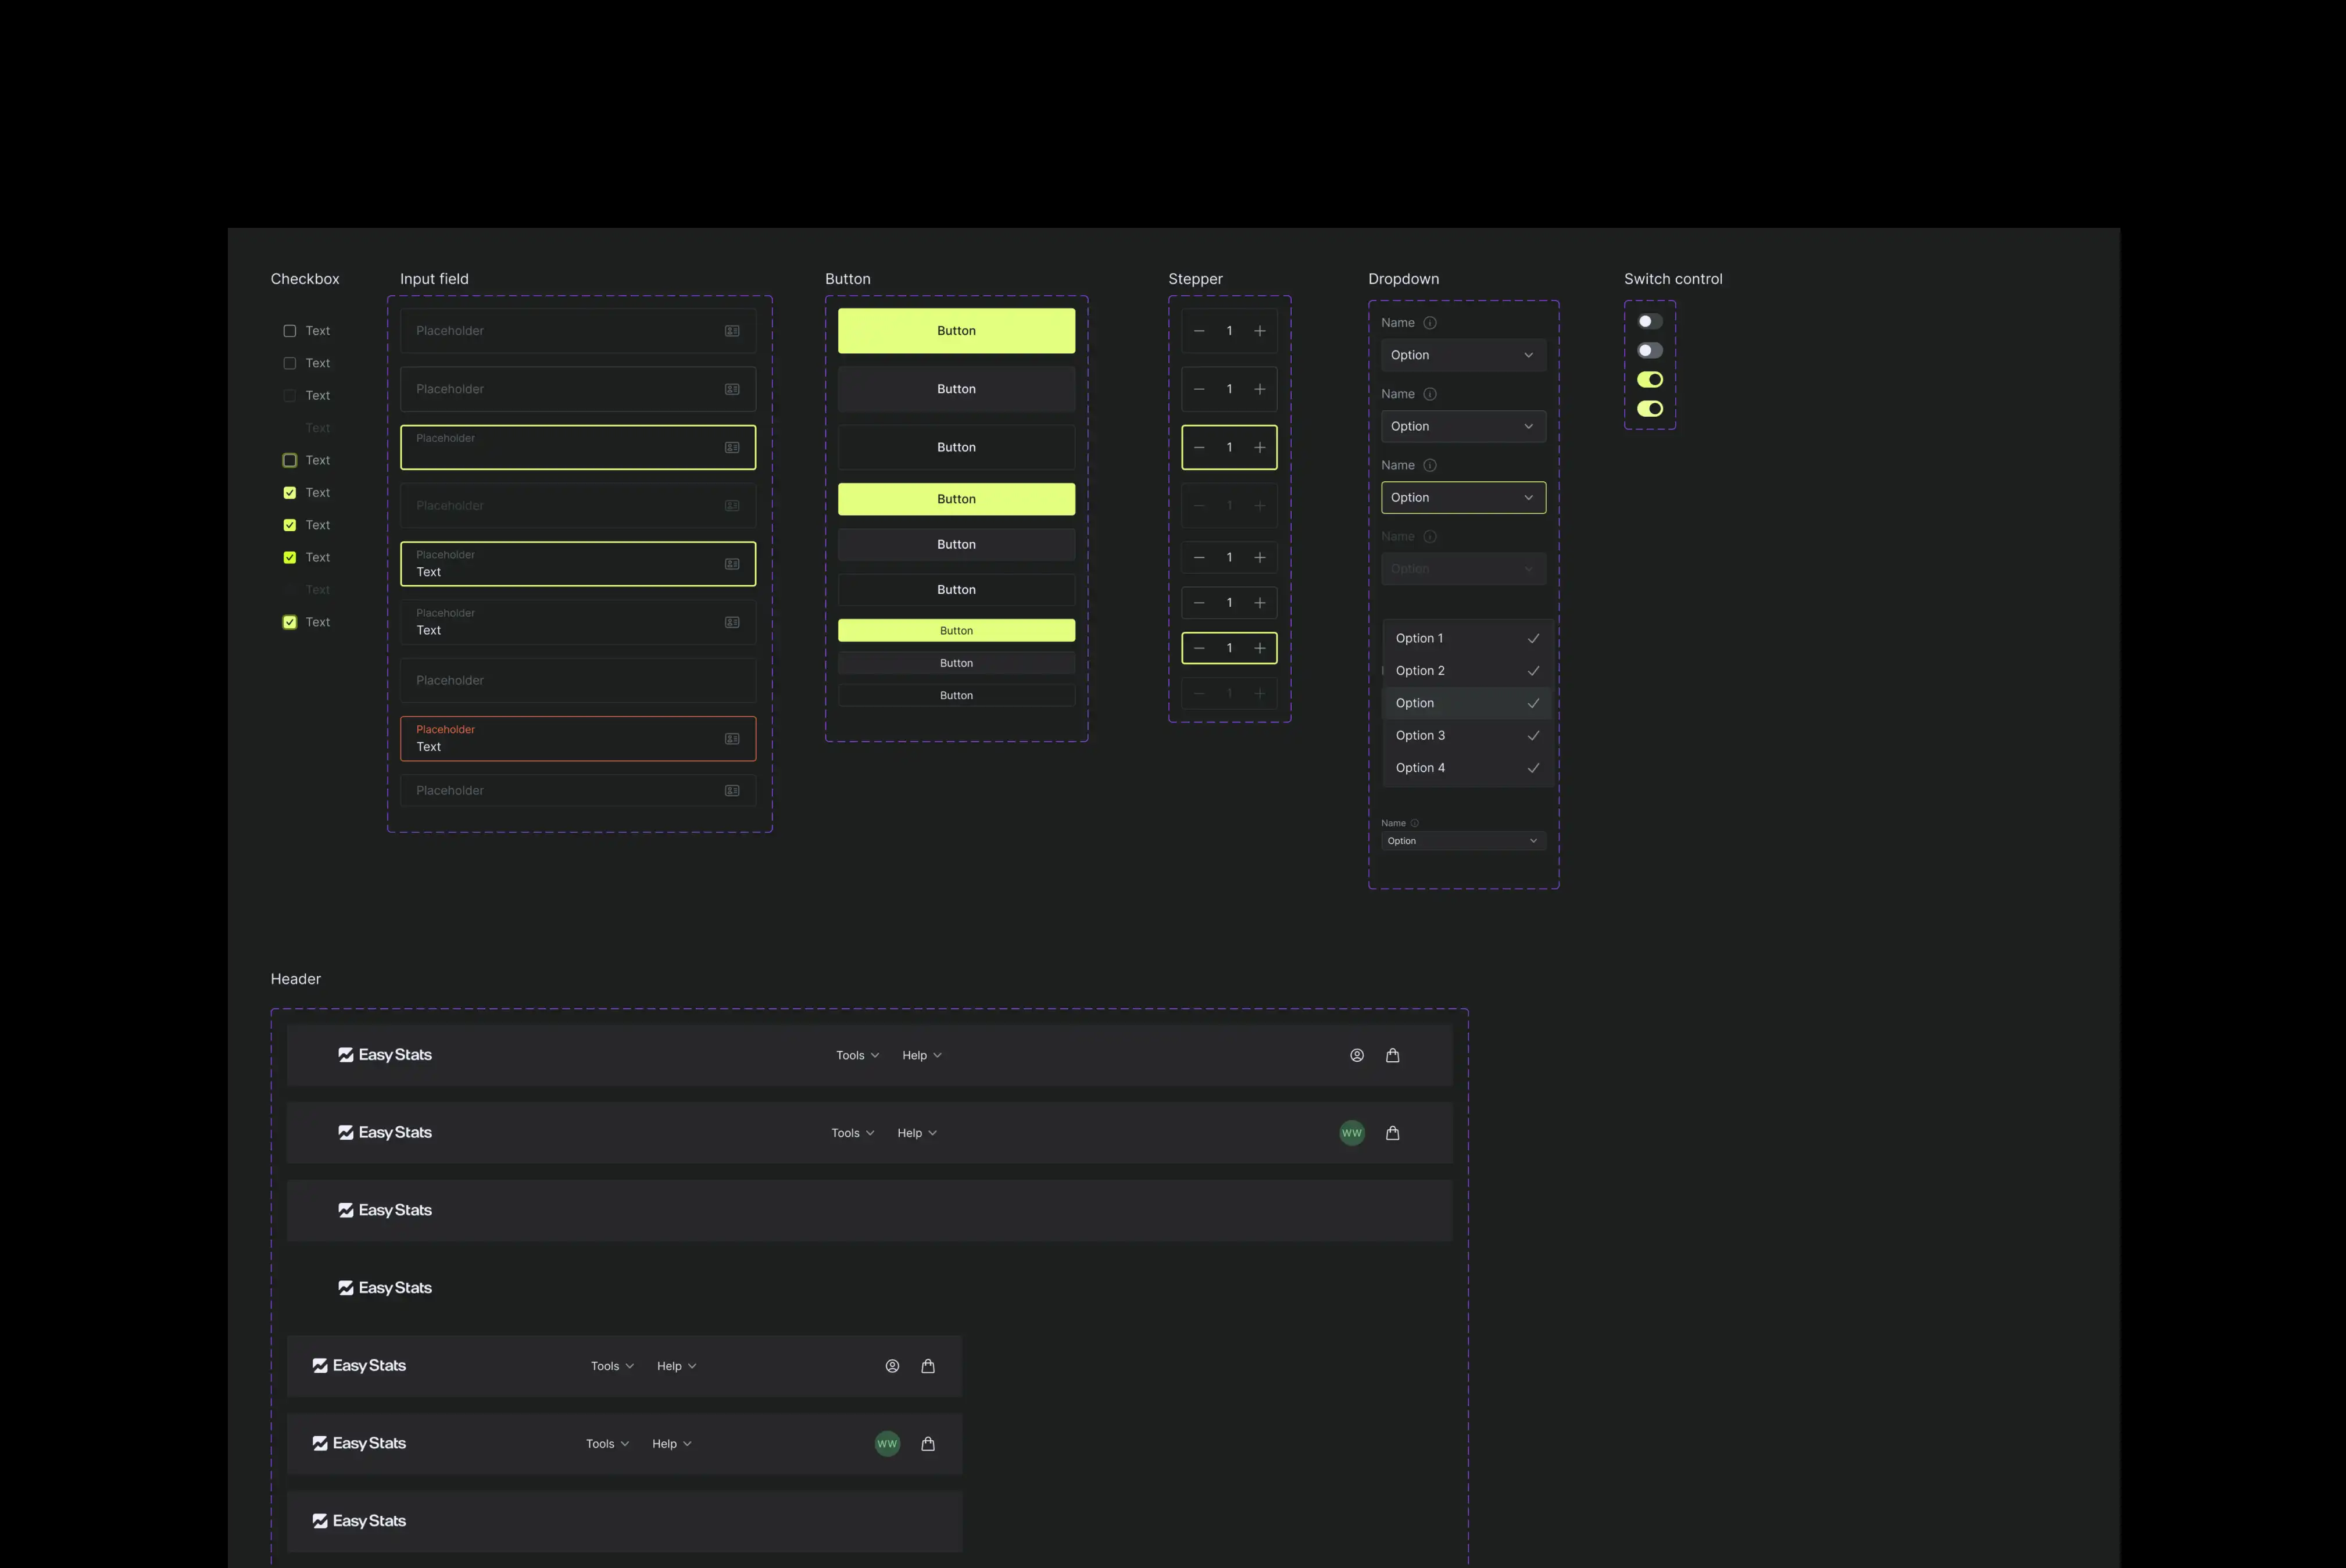 Checkbox
Text
Text
Text
Text
Text
Text
Text
Text
Text
Text
Input field
Placeholder
Placeholder
Placeholder
Placeholder
Placeholder
Text
Placeholder
Text
Placeholder
Placeholder
Text
Placeholder
Button
Button
Button
Button
Button
Button
Button
Button
Button
Button
Stepper
1
1
1
1
1
1
1
1
Dropdown
Name
Option
Name
Option
Name
Option
Name
Option
Option 1
Option 2
Option
Option 3
Option 4
Name
Option
Switch control
Header
Easy Stats Tools Help
Easy Stats Tools Help WW
Easy Stats
Easy Stats
Easy Stats Tools Help
Easy Stats Tools Help WW
Easy Stats